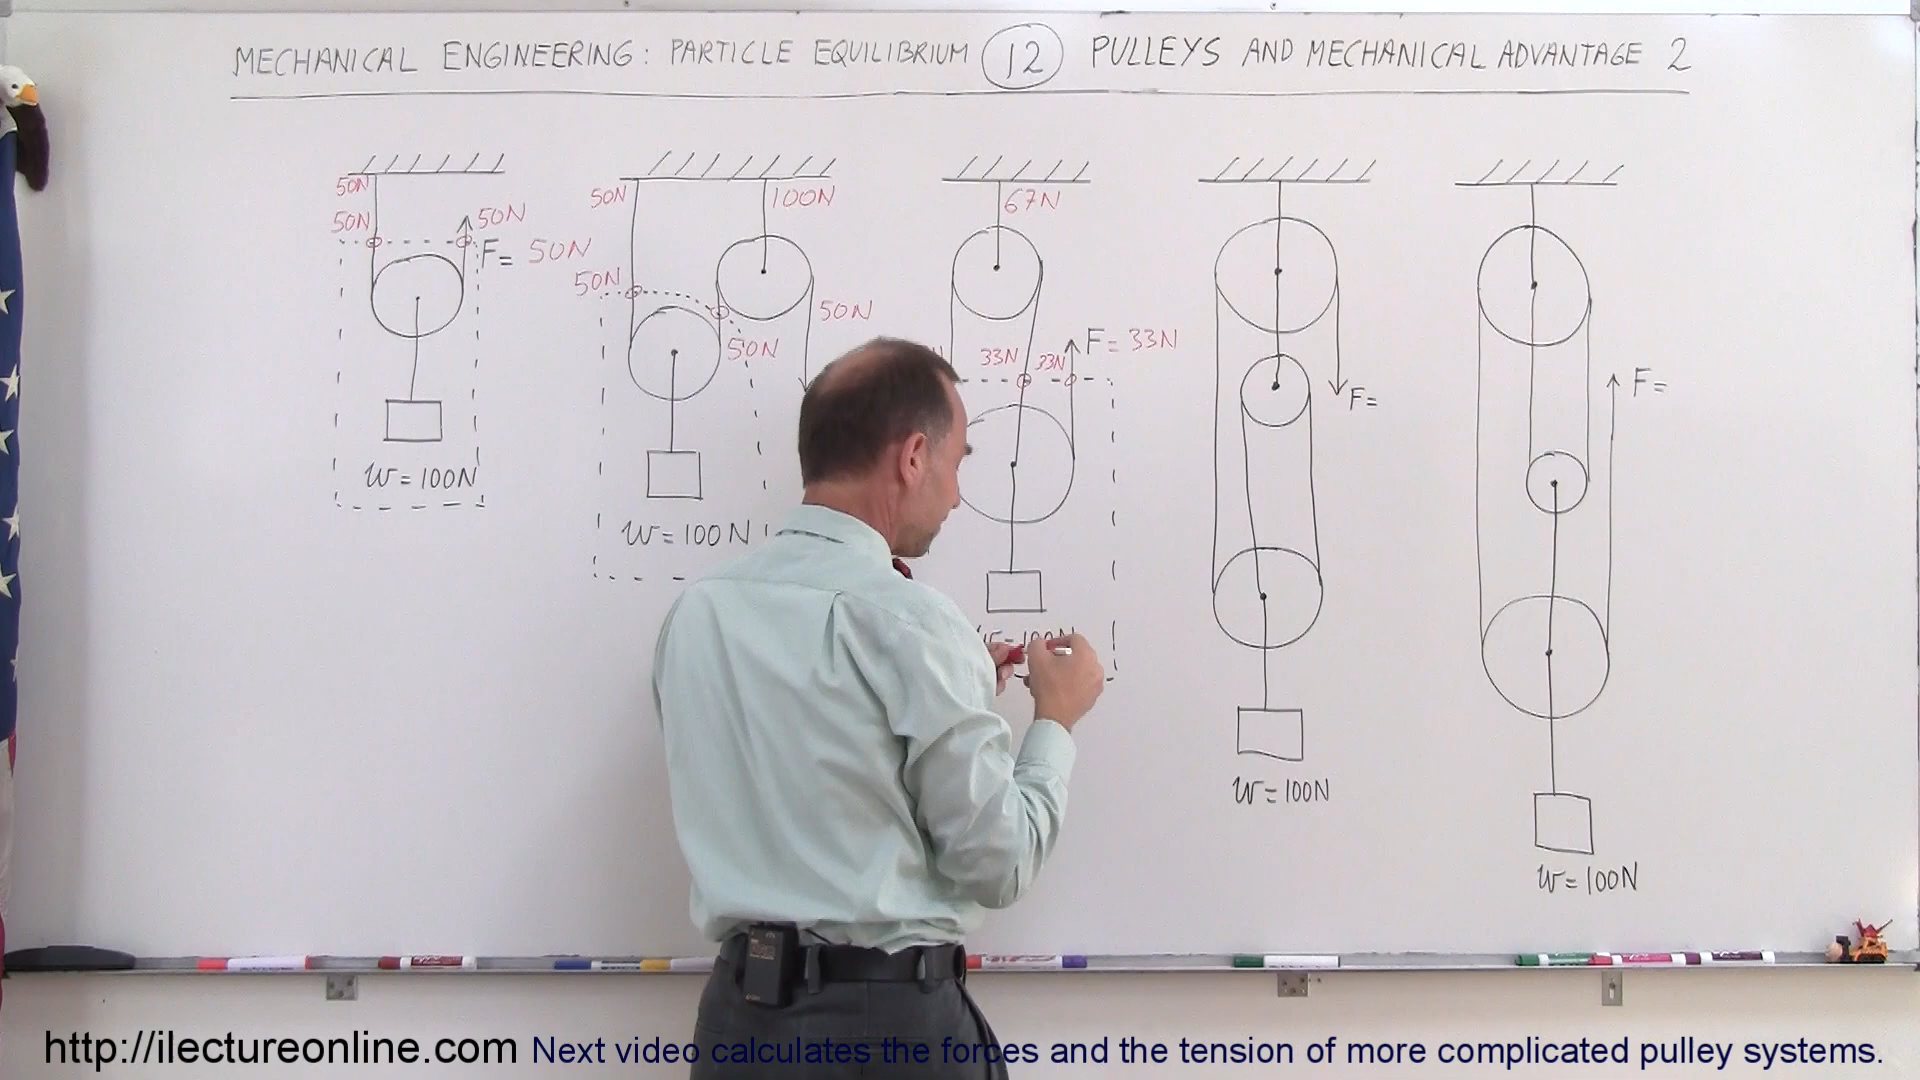 MECHANICAL ENGINEERING: PARTICLE EQUILIBRIUM 12 PULLEYS AND MECHANICAL ADVANTAGE 2
50N
50N
50N
F= 50N
W=100N
50N
100N
50N
50N
50N
W=100N
67N
33N
33N
F=33N
W=100N
F=
W=100N
F=
W=100N
http://ilectureonline.com Next video calculates the forces and the tension of more complicated pulley systems.